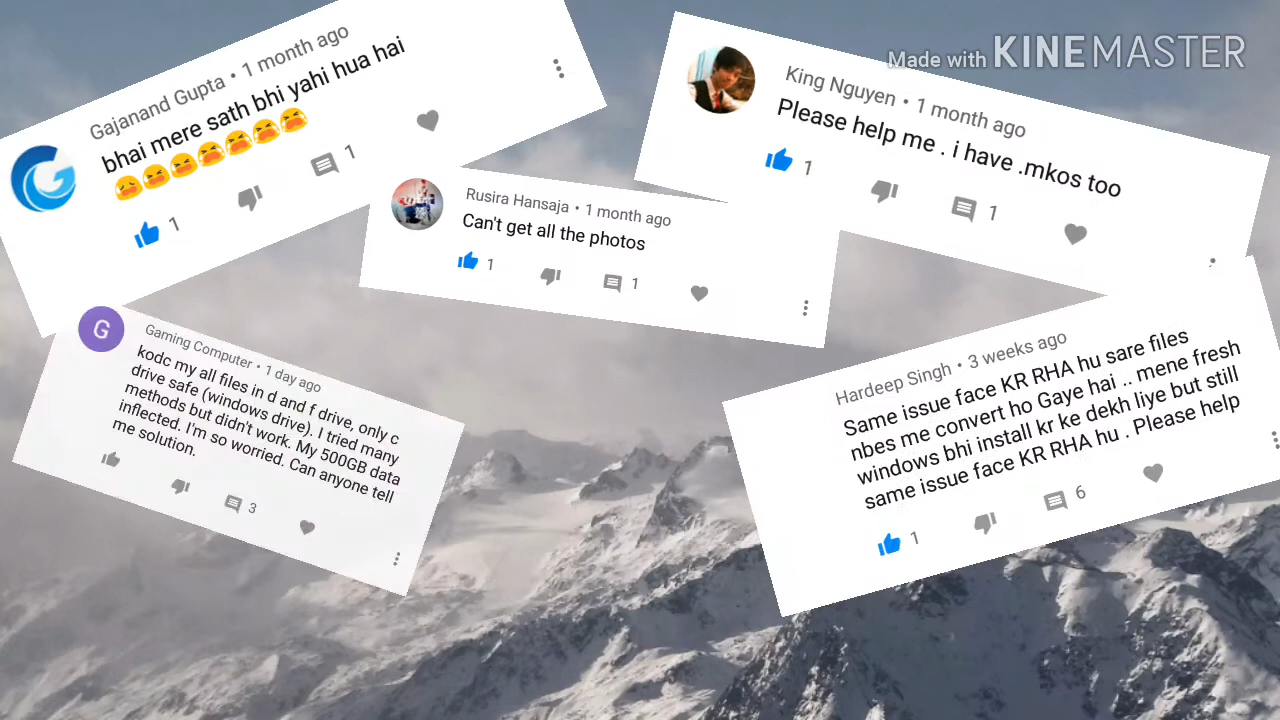 Made with KINEMASTER
Gajanand Gupta • 1 month ago
bhai mere sath bhi yahi hua hai
😫😫😫😫😫😫😫
1
1
King Nguyen • 1 month ago
Please help me . i have .mkos too
1
1
Rusira Hansaja • 1 month ago
Can't get all the photos
1
1
G
Gaming Computer • 1 day ago
kodc my all files in d and f drive, only c
drive safe (windows drive). I tried many
methods but didn't work. My 500GB data
inflected. I'm so worried. Can anyone tell
me solution.
3
Hardeep Singh • 3 weeks ago
Same issue face KR RHA hu sare files
nbes me convert ho Gaye hai .. mene fresh
windows bhi install kr ke dekh liye but still
same issue face KR RHA hu . Please help
1
6